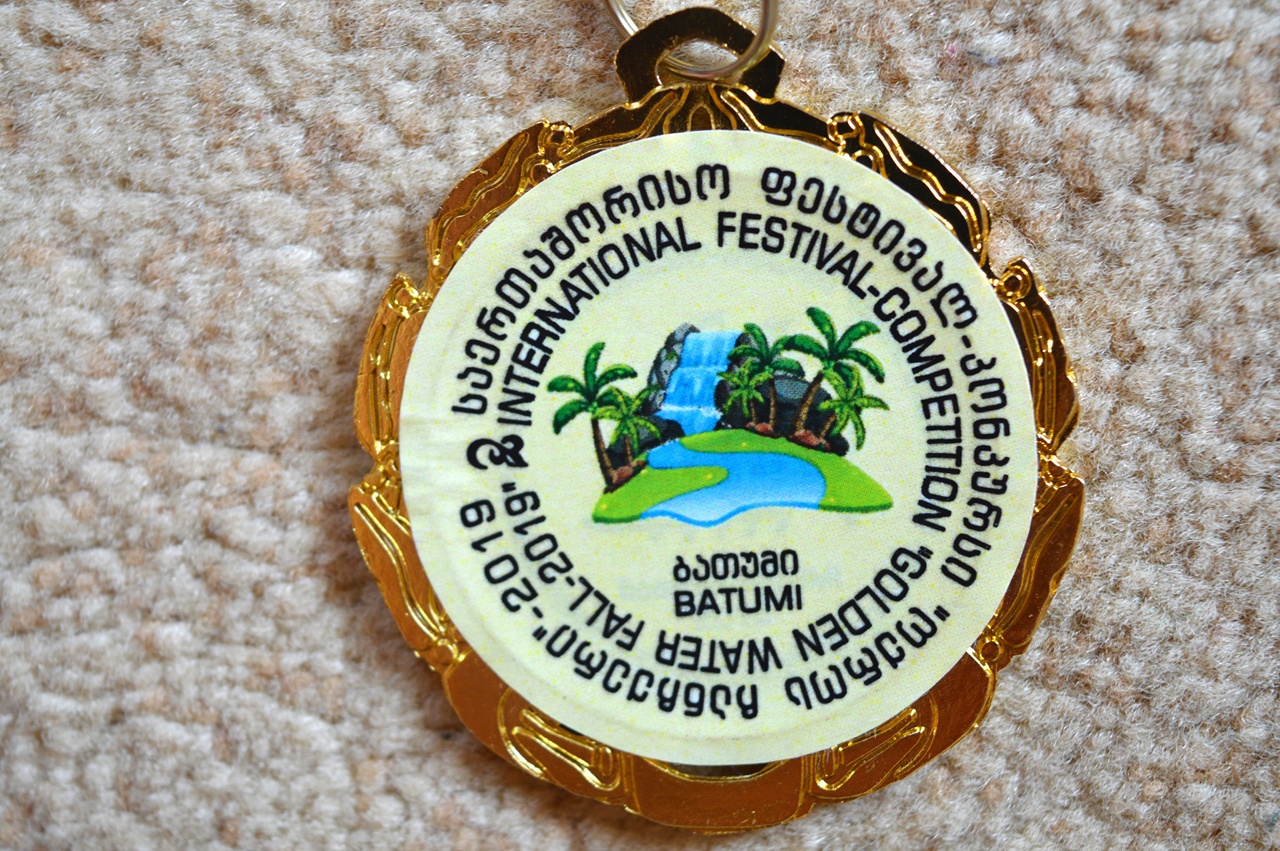 საერთაშორისო ფესტივალ-კონკურსი "ოქროს ჩანჩქერი"-2019
INTERNATIONAL FESTIVAL-COMPETITION "GOLDEN WATER FALL-2019"
ბათუმი
BATUMI